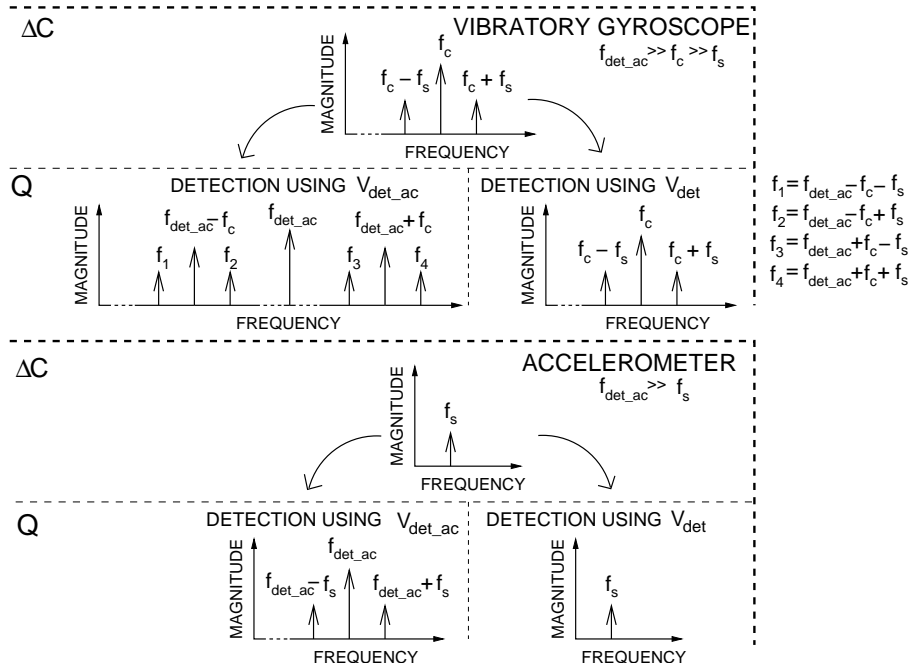 ΔC
VIBRATORY GYROSCOPE
f_det_ac >> f_c >> f_s
MAGNITUDE
f_c
f_c − f_s
f_c + f_s
FREQUENCY
Q
DETECTION USING V_det_ac
MAGNITUDE
f_1
f_det_ac − f_c
f_2
f_det_ac
f_3
f_det_ac + f_c
f_4
FREQUENCY
DETECTION USING V_det
MAGNITUDE
f_c − f_s
f_c
f_c + f_s
FREQUENCY
f_1 = f_det_ac − f_c − f_s
f_2 = f_det_ac − f_c + f_s
f_3 = f_det_ac + f_c − f_s
f_4 = f_det_ac + f_c + f_s
ΔC
ACCELEROMETER
f_det_ac >> f_s
MAGNITUDE
f_s
FREQUENCY
Q
DETECTION USING V_det_ac
MAGNITUDE
f_det_ac
f_det_ac − f_s
f_det_ac + f_s
FREQUENCY
DETECTION USING V_det
MAGNITUDE
f_s
FREQUENCY